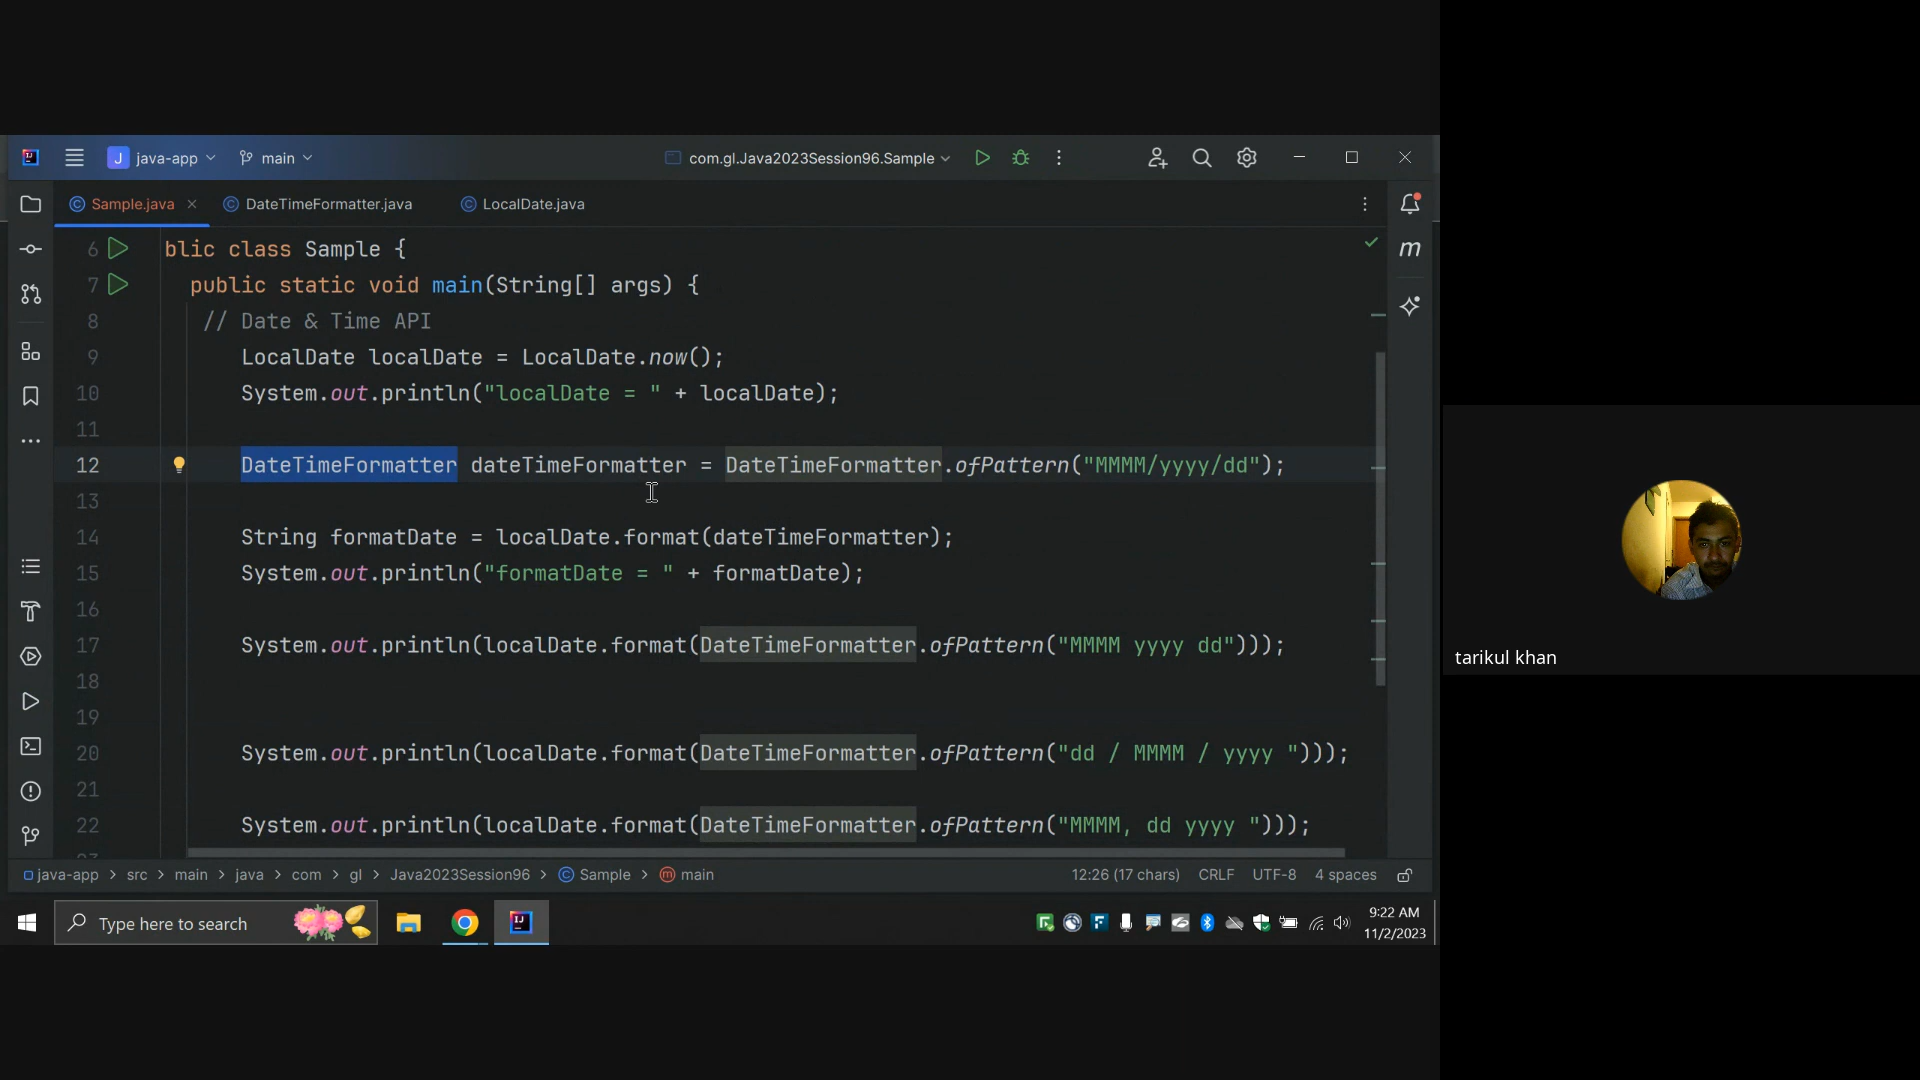 J java-app main com.gl.Java2023Session96.Sample
Sample.java DateTimeFormatter.java LocalDate.java
6 blic class Sample {
7 public static void main(String[] args) {
8 // Date & Time API
9 LocalDate localDate = LocalDate.now();
10 System.out.println("localDate = " + localDate);
11
12 DateTimeFormatter dateTimeFormatter = DateTimeFormatter.ofPattern("MMMM/yyyy/dd");
13
14 String formatDate = localDate.format(dateTimeFormatter);
15 System.out.println("formatDate = " + formatDate);
16
17 System.out.println(localDate.format(DateTimeFormatter.ofPattern("MMMM yyyy dd")));
18
19
20 System.out.println(localDate.format(DateTimeFormatter.ofPattern("dd / MMMM / yyyy ")));
21
22 System.out.println(localDate.format(DateTimeFormatter.ofPattern("MMMM, dd yyyy ")));
m
tarikul khan
java-app > src > main > java > com > gl > Java2023Session96 > Sample > main 12:26 (17 chars) CRLF UTF-8 4 spaces
Type here to search
9:22 AM
11/2/2023